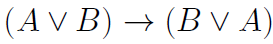 (A ∨ B) → (B ∨ A)